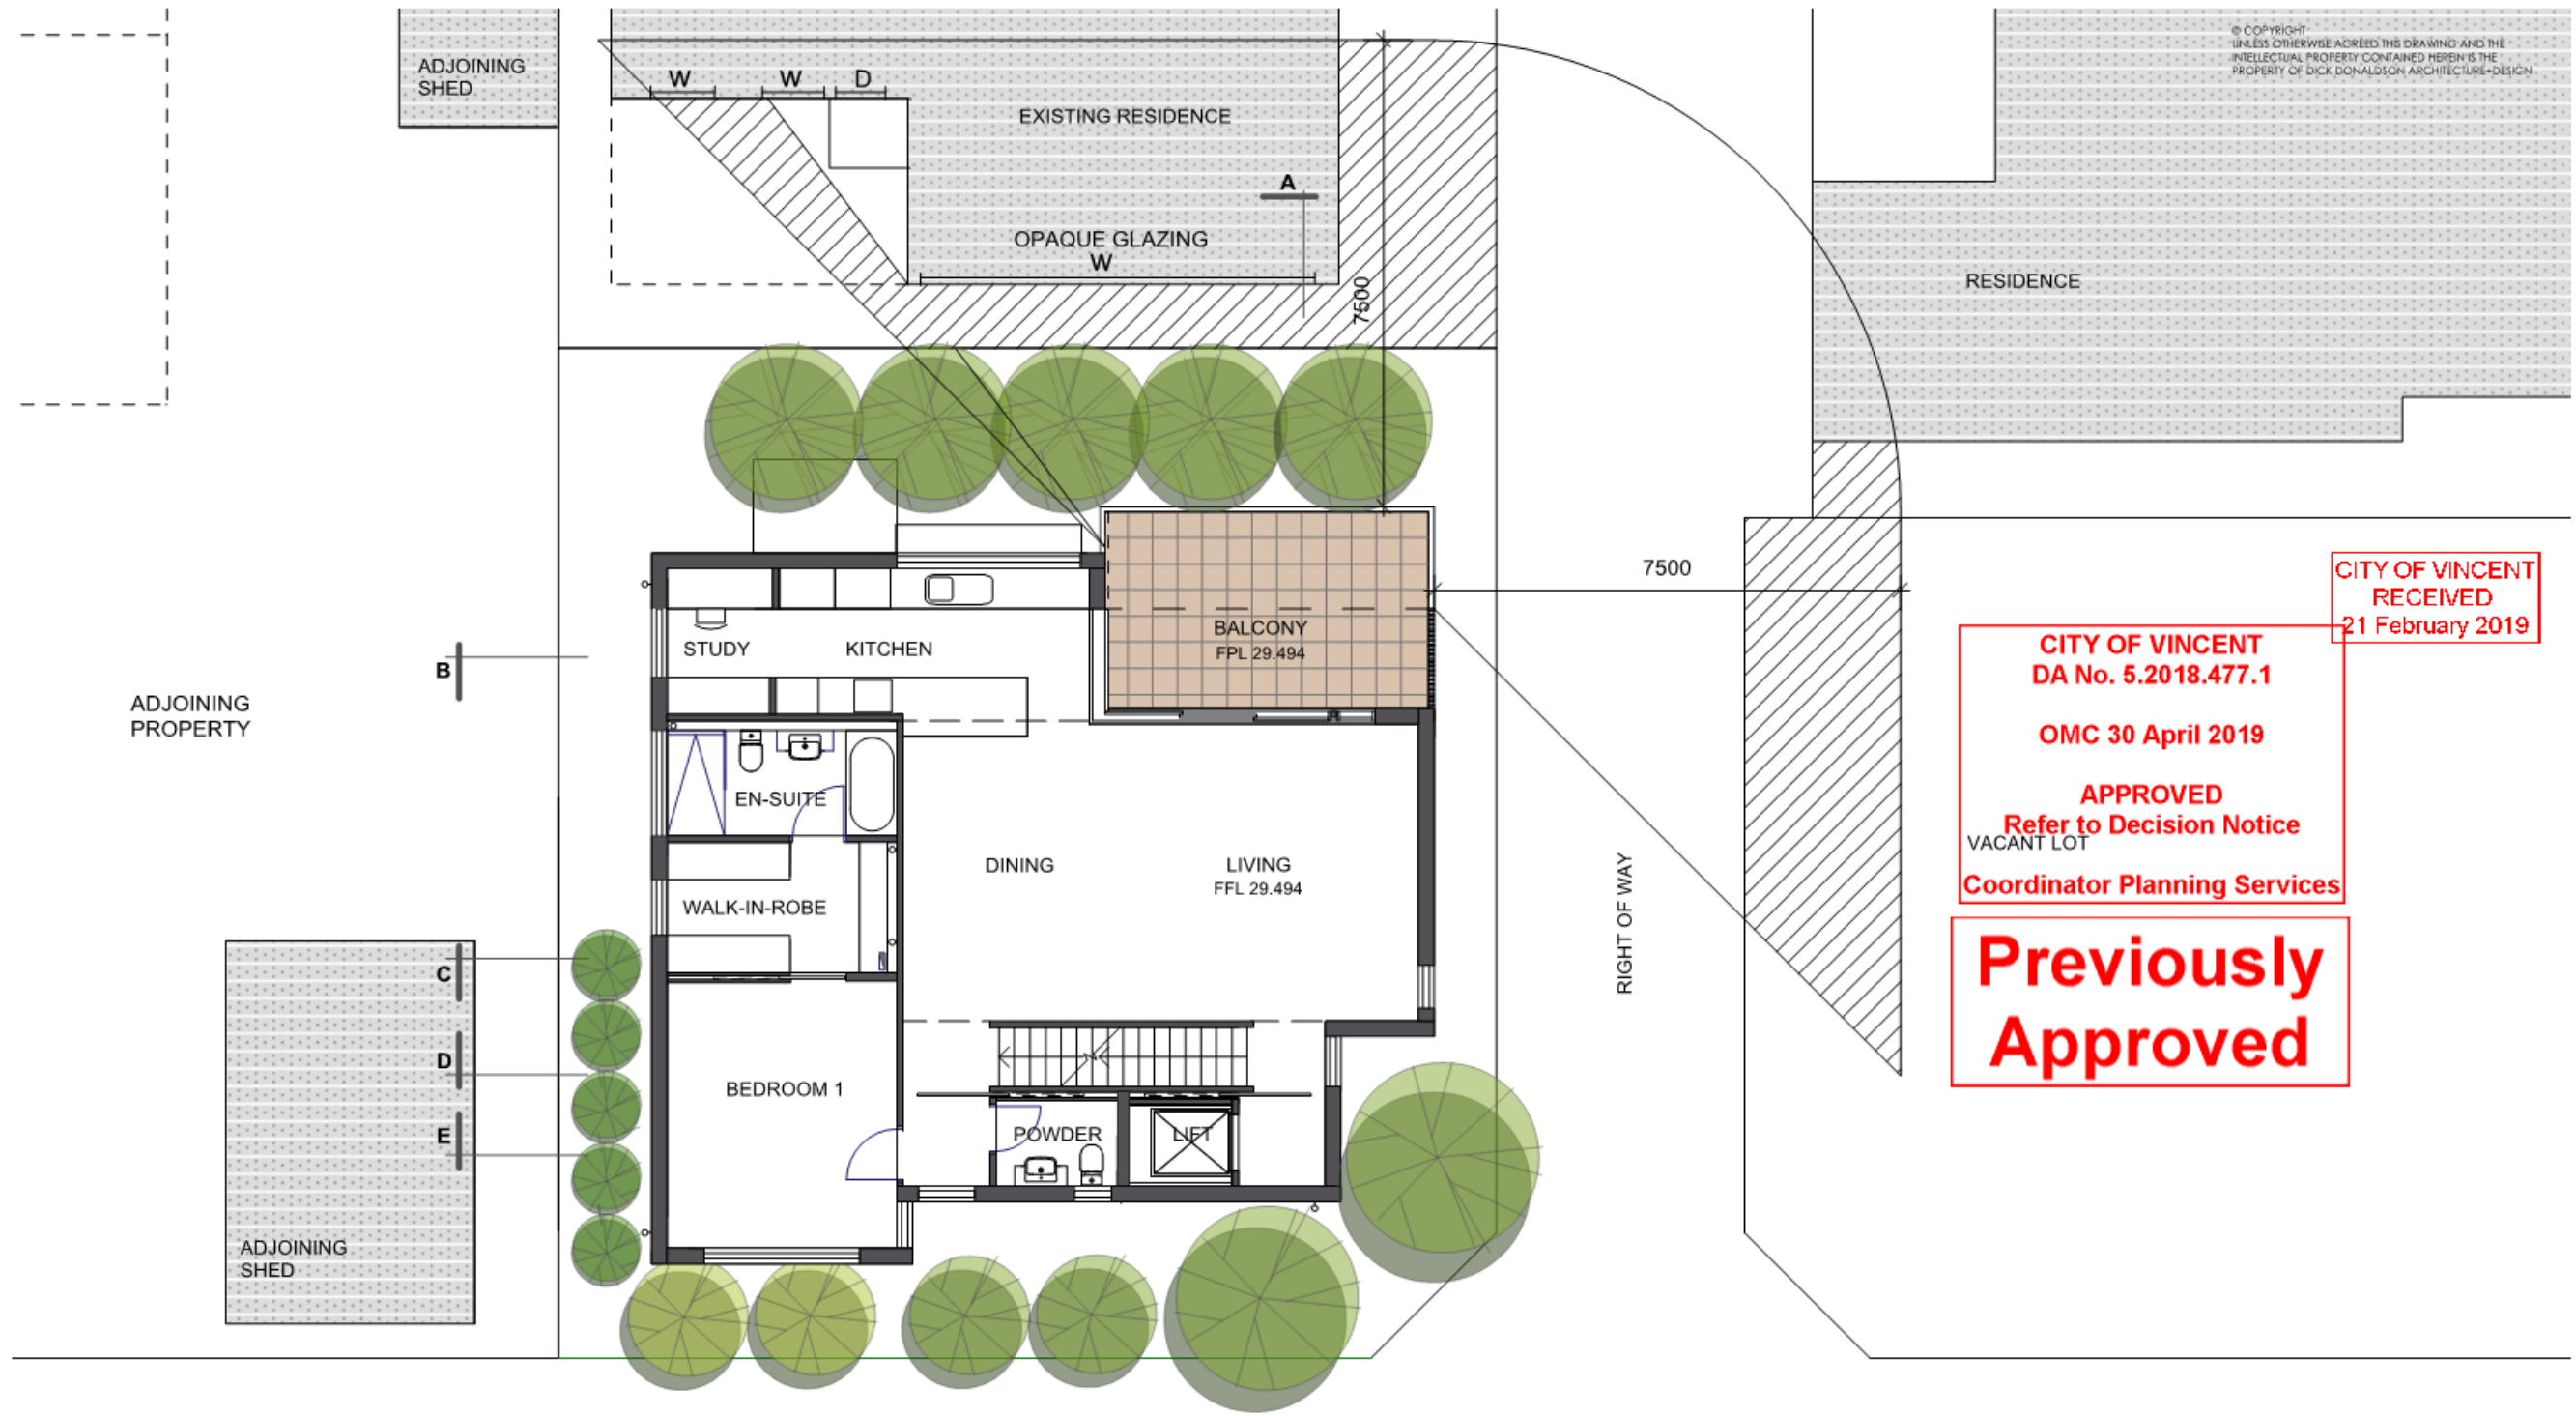 © COPYRIGHT
UNLESS OTHERWISE AGREED THIS DRAWING AND THE
INTELLECTUAL PROPERTY CONTAINED HEREIN IS THE
PROPERTY OF DICK DONALDSON ARCHITECTURE+DESIGN
ADJOINING
SHED
W
W
D
EXISTING RESIDENCE
A
OPAQUE GLAZING
W
7500
RESIDENCE
7500
CITY OF VINCENT
RECEIVED
21 February 2019
CITY OF VINCENT
DA No. 5.2018.477.1
OMC 30 April 2019
APPROVED
Refer to Decision Notice
VACANT LOT
Coordinator Planning Services
Previously
Approved
BALCONY
FPL 29.494
STUDY
KITCHEN
B
ADJOINING
PROPERTY
EN-SUITE
DINING
LIVING
FFL 29.494
WALK-IN-ROBE
RIGHT OF WAY
C
D
E
BEDROOM 1
POWDER
LIFT
ADJOINING
SHED